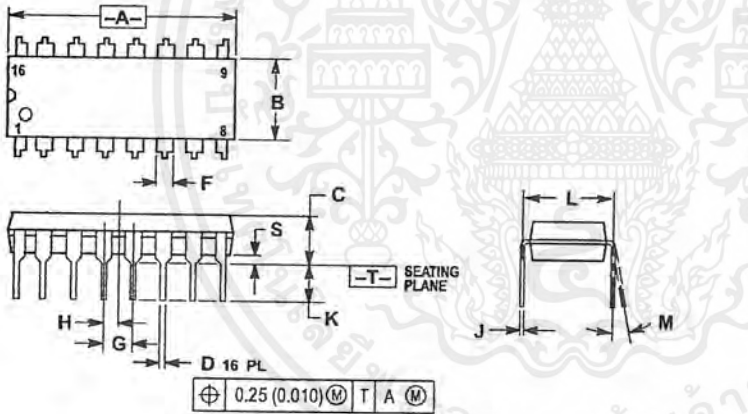 –A–
16 9
B
1 8
F
C
L
S
–T– SEATING
PLANE
K
H
G
J
M
D 16 PL
⌖ 0.25 (0.010) Ⓜ T A Ⓜ